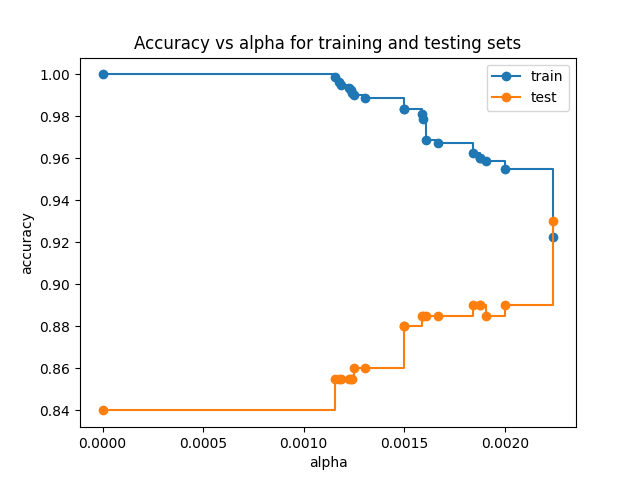 Accuracy vs alpha for training and testing sets
train
test
1.00
0.98
0.96
0.94
0.92
0.90
0.88
0.86
0.84
accuracy
0.0000 0.0005 0.0010 0.0015 0.0020
alpha